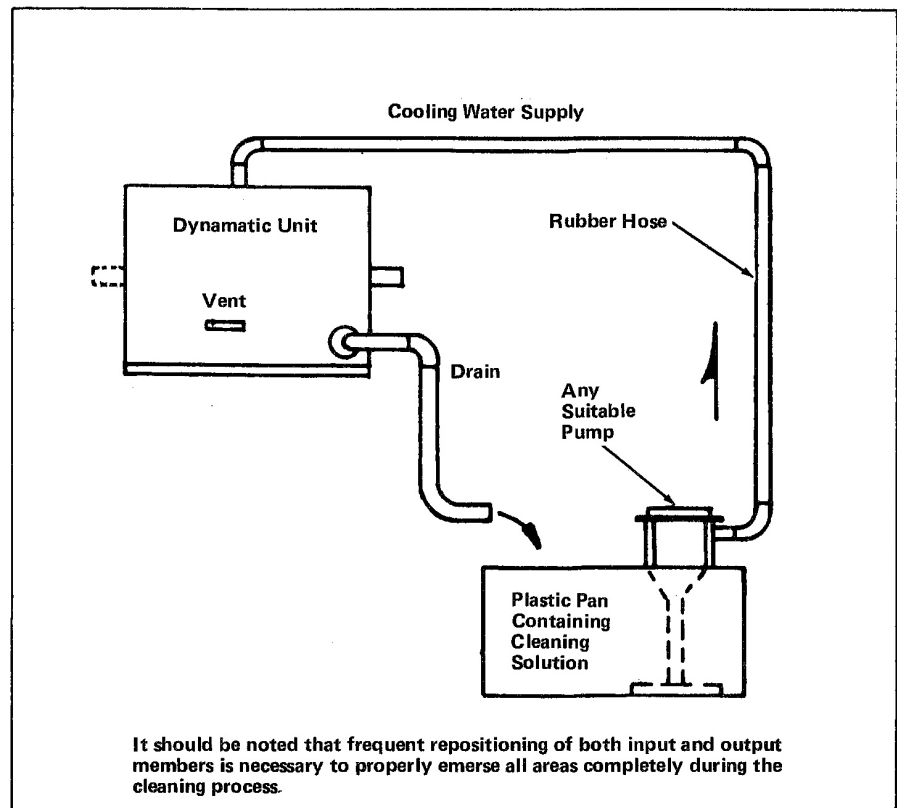 Cooling Water Supply
Dynamatic Unit
Rubber Hose
Vent
Drain
Any
Suitable
Pump
Plastic Pan
Containing
Cleaning
Solution
It should be noted that frequent repositioning of both input and output
members is necessary to properly emerse all areas completely during the
cleaning process.